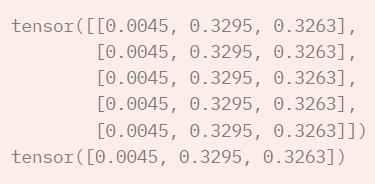 tensor([[0.0045, 0.3295, 0.3263],
        [0.0045, 0.3295, 0.3263],
        [0.0045, 0.3295, 0.3263],
        [0.0045, 0.3295, 0.3263],
        [0.0045, 0.3295, 0.3263]])
tensor([0.0045, 0.3295, 0.3263])